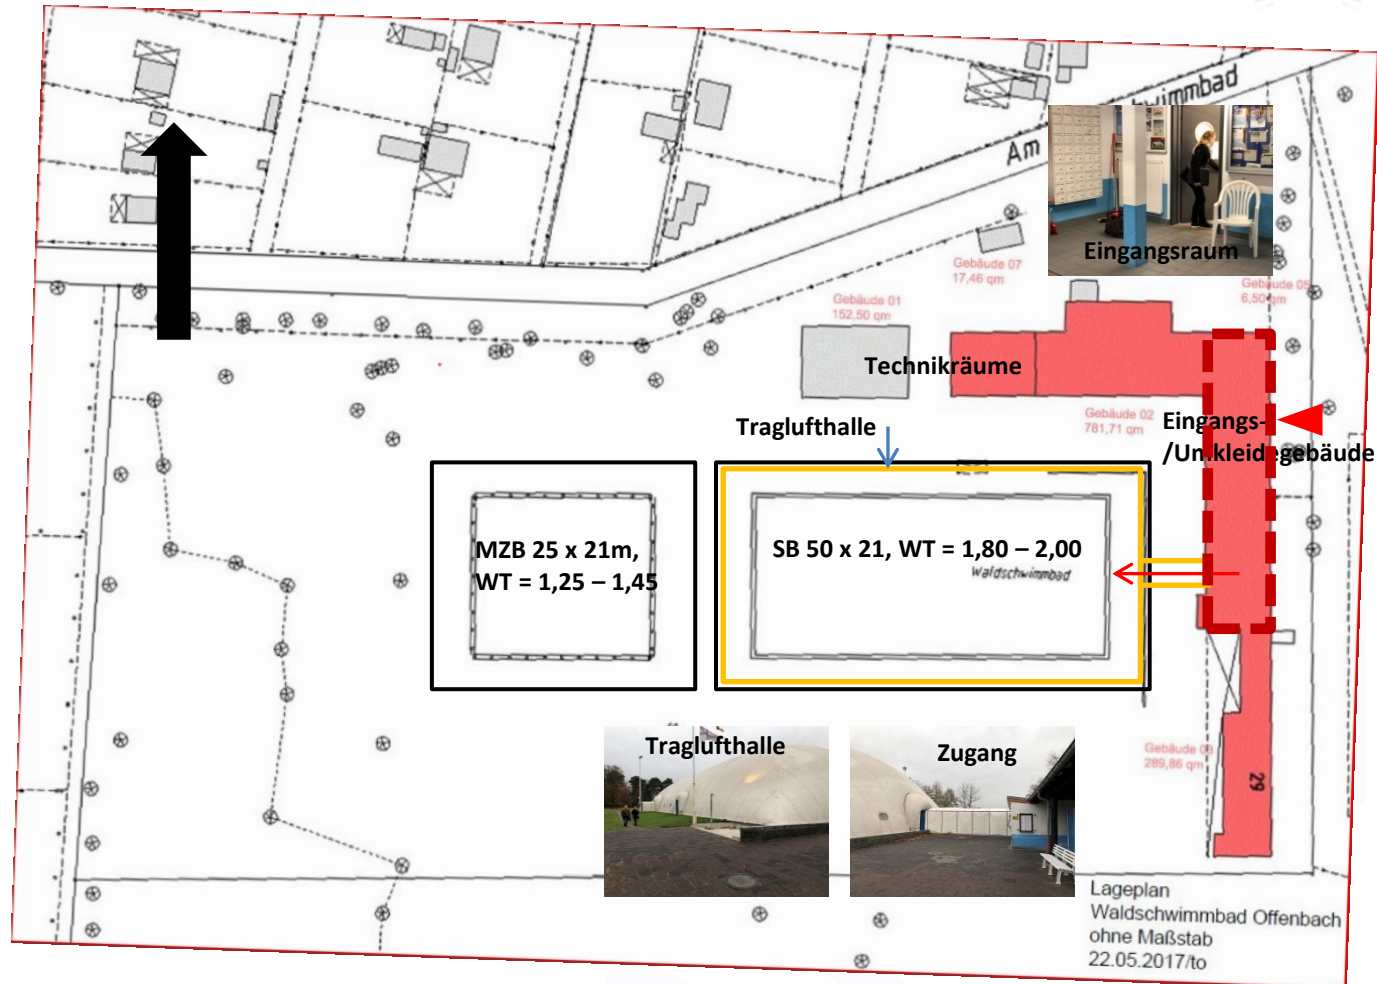 Am
chwimmbad
Eingangsraum
Gebäude 07
17,46 qm
Gebäude 05
6,50 qm
Gebäude 01
152,50 qm
Technikräume
Gebäude 02
781,71 qm
Eingangs-
/Umkleidegebäude
Traglufthalle
MZB 25 x 21m,
WT = 1,25 – 1,45
SB 50 x 21, WT = 1,80 – 2,00
Waldschwimmbad
Traglufthalle
Zugang
Gebäude
289,86 qm
29
Lageplan
Waldschwimmbad Offenbach
ohne Maßstab
22.05.2017/to